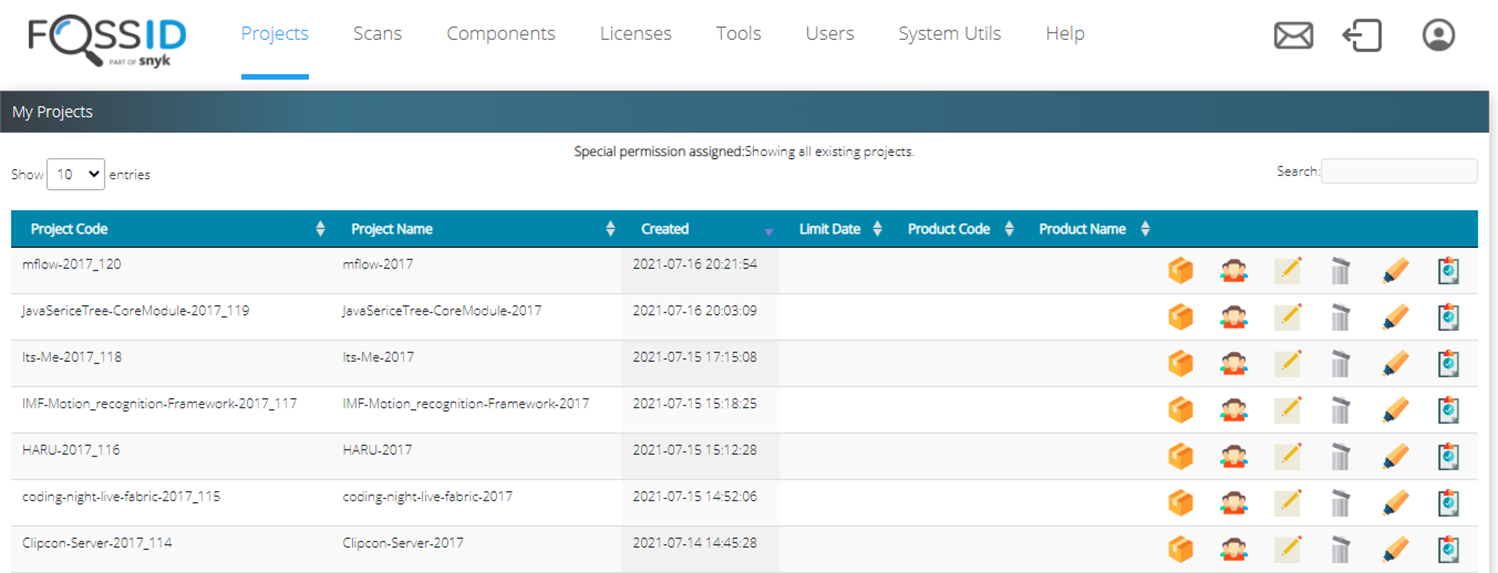 FOSSID
PART OF snyk
Projects Scans Components Licenses Tools Users System Utils Help
My Projects
Special permission assigned:Showing all existing projects.
Show 10 entries Search:
Project Code Project Name Created Limit Date Product Code Product Name
mflow-2017_120 mflow-2017 2021-07-16 20:21:54
JavaSericeTree-CoreModule-2017_119 JavaSericeTree-CoreModule-2017 2021-07-16 20:03:09
Its-Me-2017_118 Its-Me-2017 2021-07-15 17:15:08
IMF-Motion_recognition-Framework-2017_117 IMF-Motion_recognition-Framework-2017 2021-07-15 15:18:25
HARU-2017_116 HARU-2017 2021-07-15 15:12:28
coding-night-live-fabric-2017_115 coding-night-live-fabric-2017 2021-07-15 14:52:06
Clipcon-Server-2017_114 Clipcon-Server-2017 2021-07-14 14:45:28